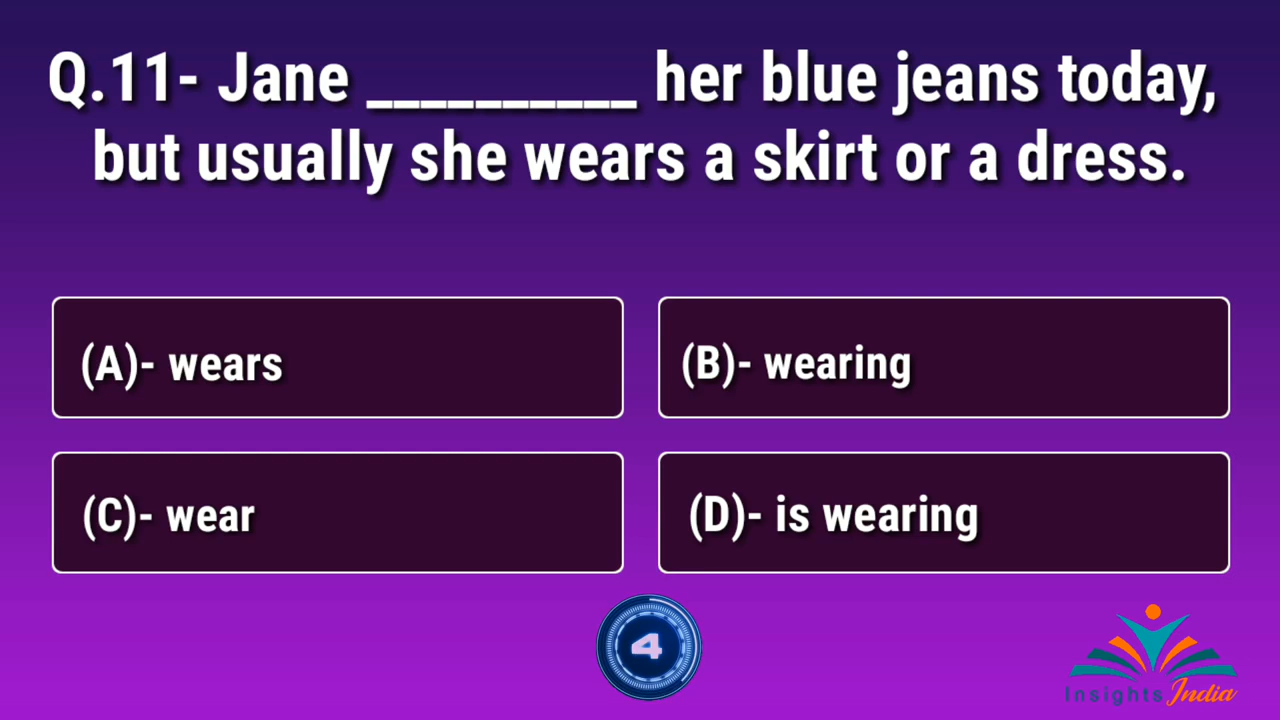 Q.11- Jane __________ her blue jeans today,
but usually she wears a skirt or a dress.
(A)- wears
(B)- wearing
(C)- wear
(D)- is wearing
4
Insights India